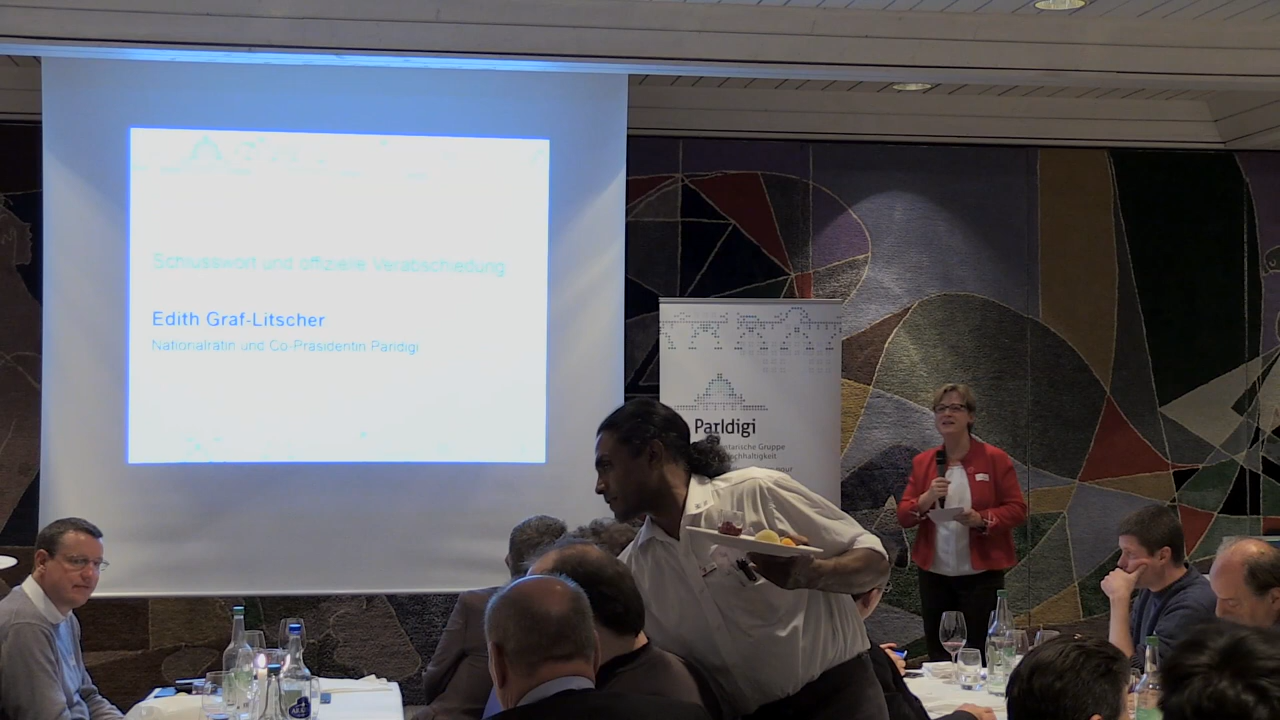 Schlusswort und offizielle Verabschiedung
Edith Graf-Litscher
Nationalrätin und Co-Präsidentin Parldigi
Parldigi